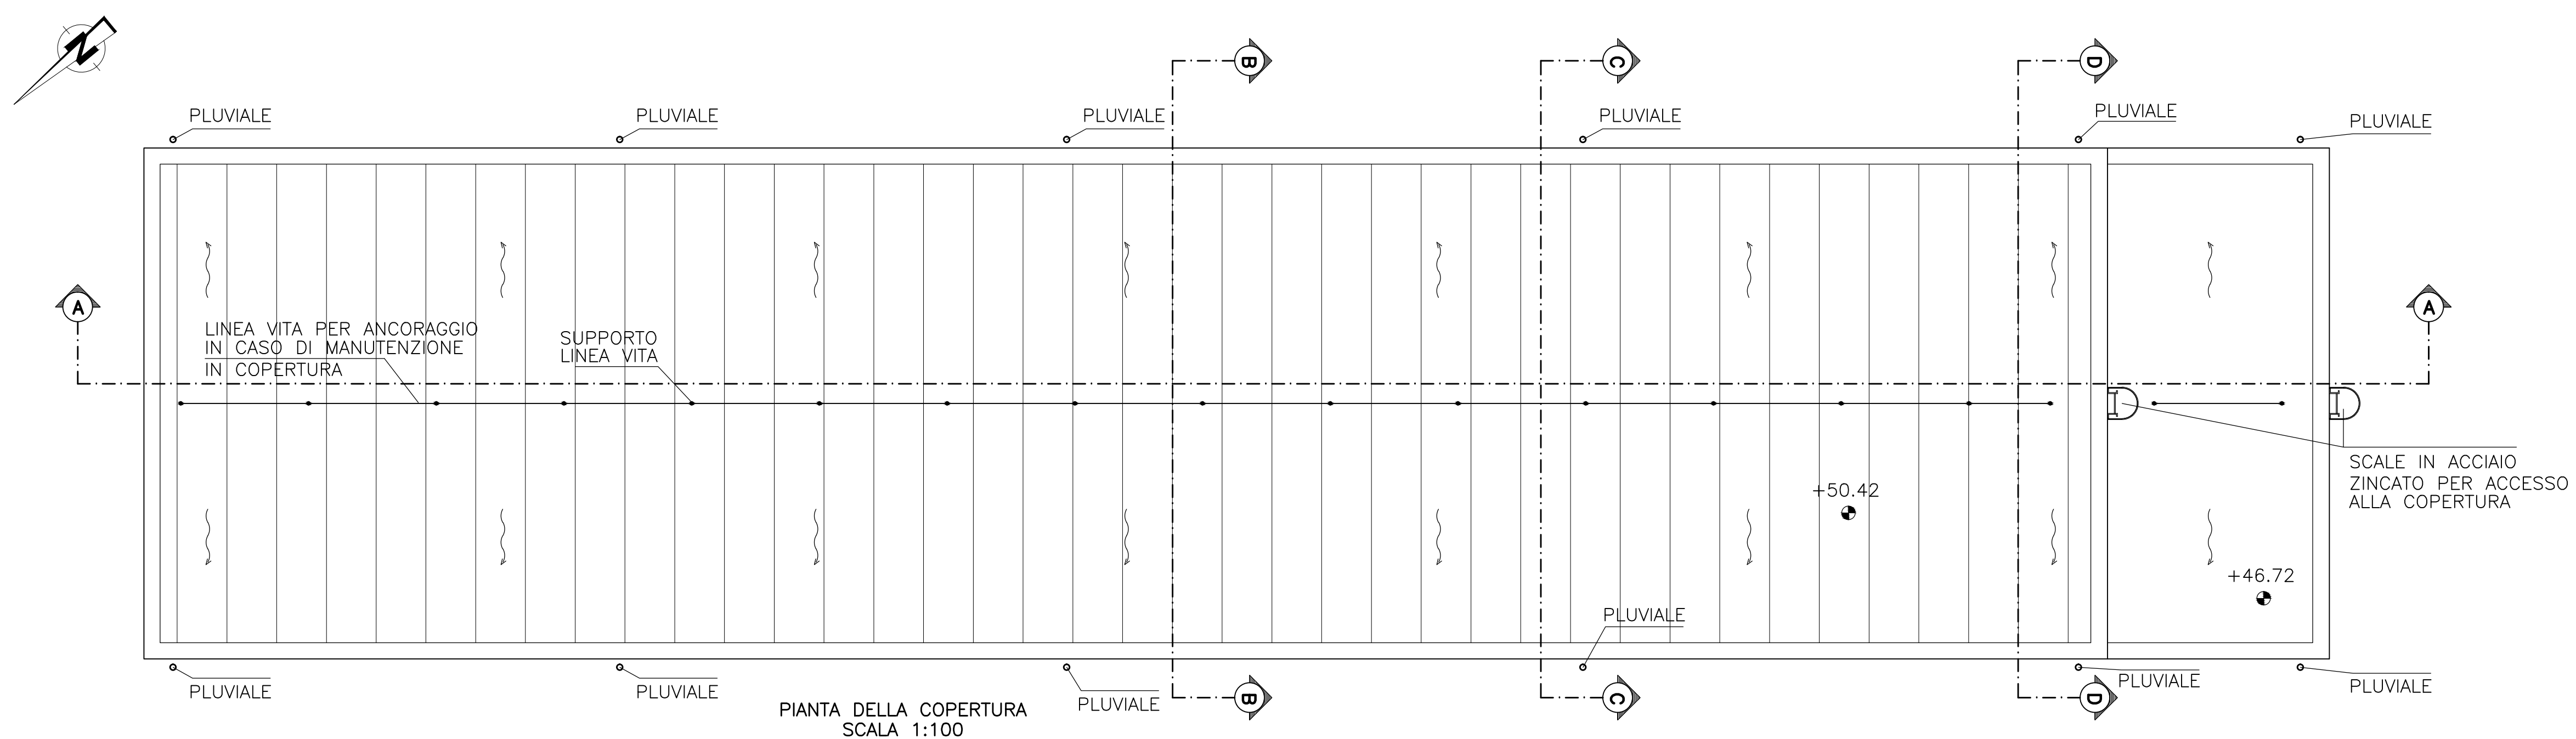 N
B
C
D
PLUVIALE
PLUVIALE
PLUVIALE
PLUVIALE
PLUVIALE
PLUVIALE
A
A
LINEA VITA PER ANCORAGGIO
IN CASO DI MANUTENZIONE
IN COPERTURA
SUPPORTO
LINEA VITA
SCALE IN ACCIAIO
ZINCATO PER ACCESSO
ALLA COPERTURA
+50.42
+46.72
PLUVIALE
PLUVIALE
PLUVIALE
PLUVIALE
PLUVIALE
PLUVIALE
B
C
D
PIANTA DELLA COPERTURA
SCALA 1:100